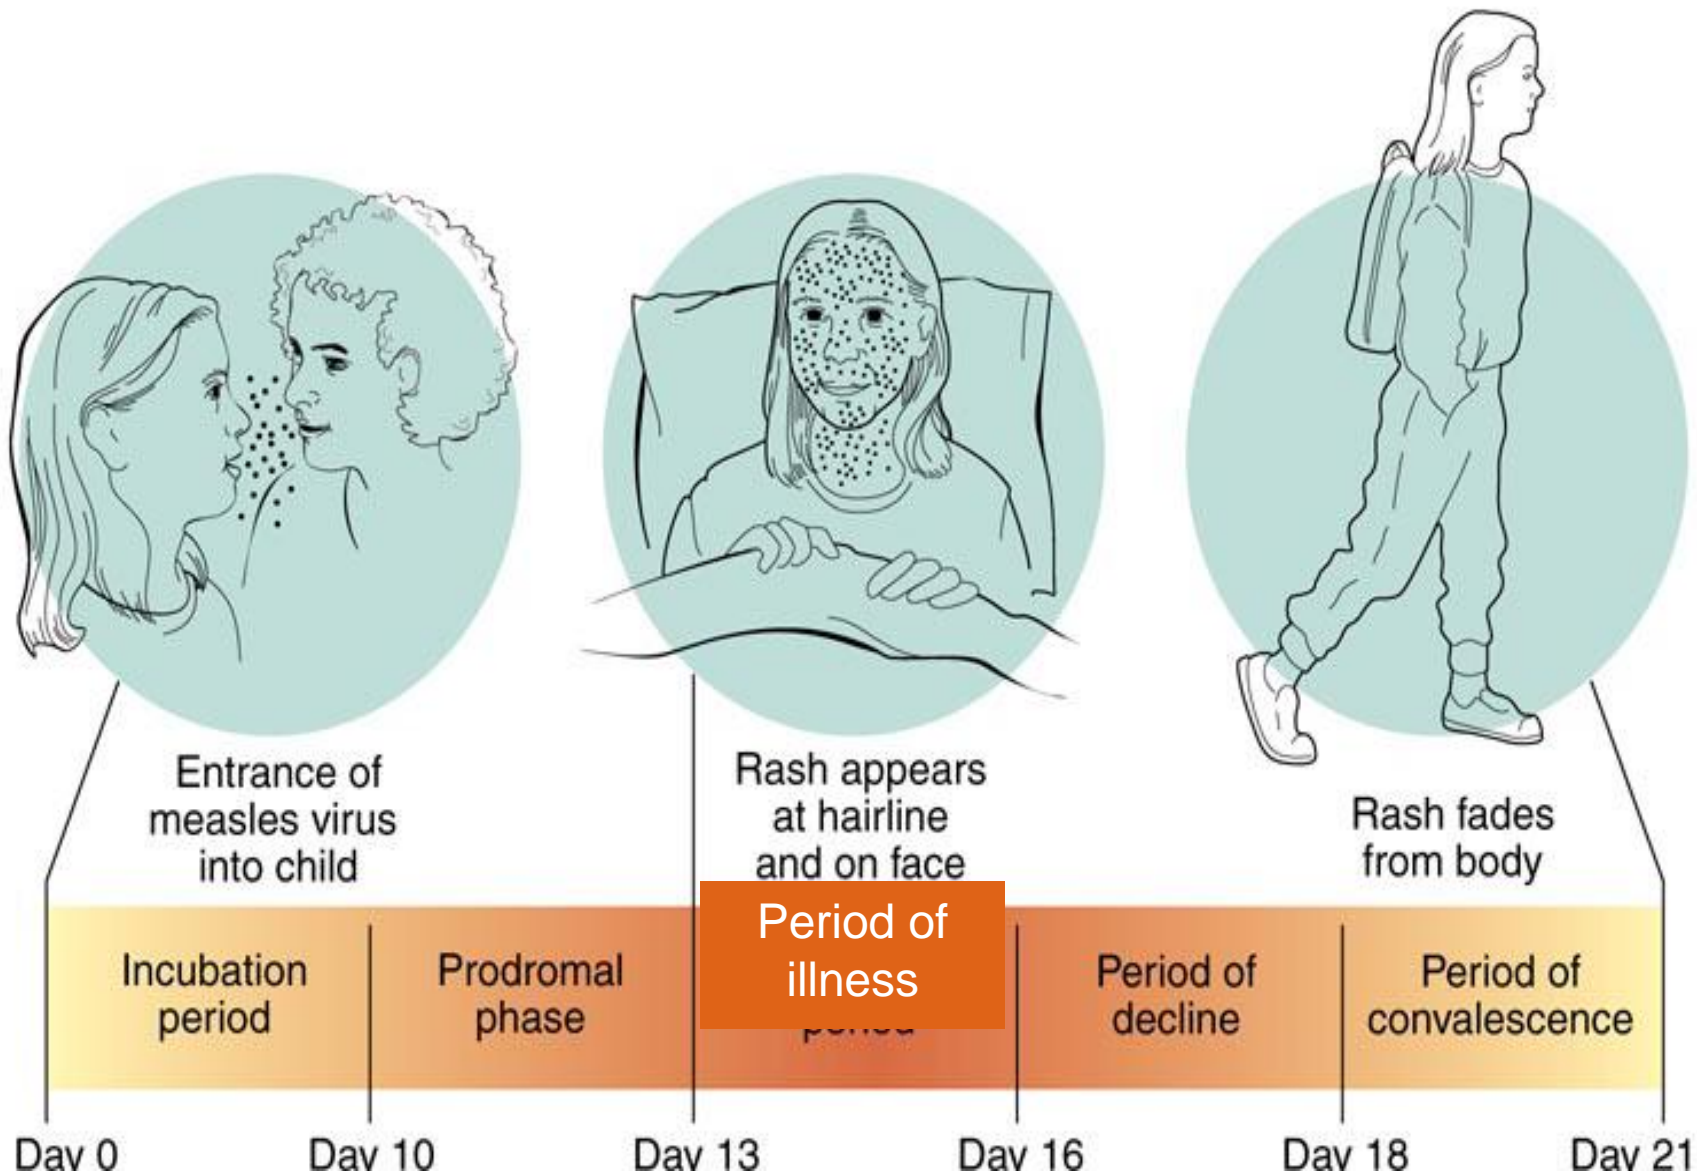 Entrance of
measles virus
into child
Rash appears
at hairline
and on face
Rash fades
from body
Incubation
period
Prodromal
phase
Period of
illness
period
Period of
decline
Period of
convalescence
Day 0
Day 10
Day 13
Day 16
Day 18
Day 21